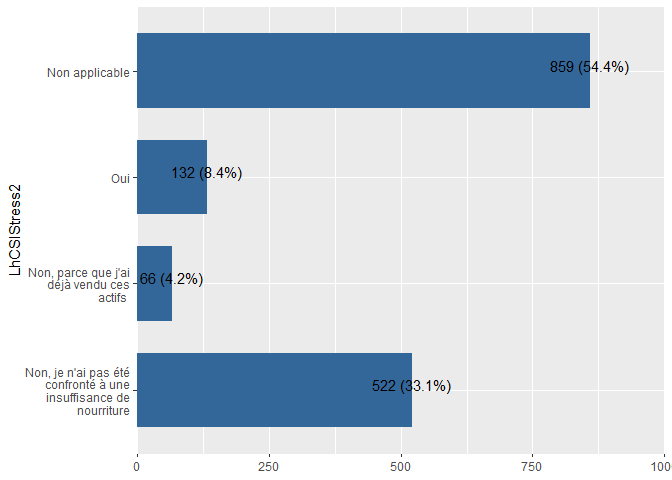 LhCSIStress2
Non applicable
859 (54.4%)
Oui
132 (8.4%)
Non, parce que j'ai
déjà vendu ces
actifs
66 (4.2%)
Non, je n'ai pas été
confronté à une
insuffisance de
nourriture
522 (33.1%)
0
250
500
750
1000